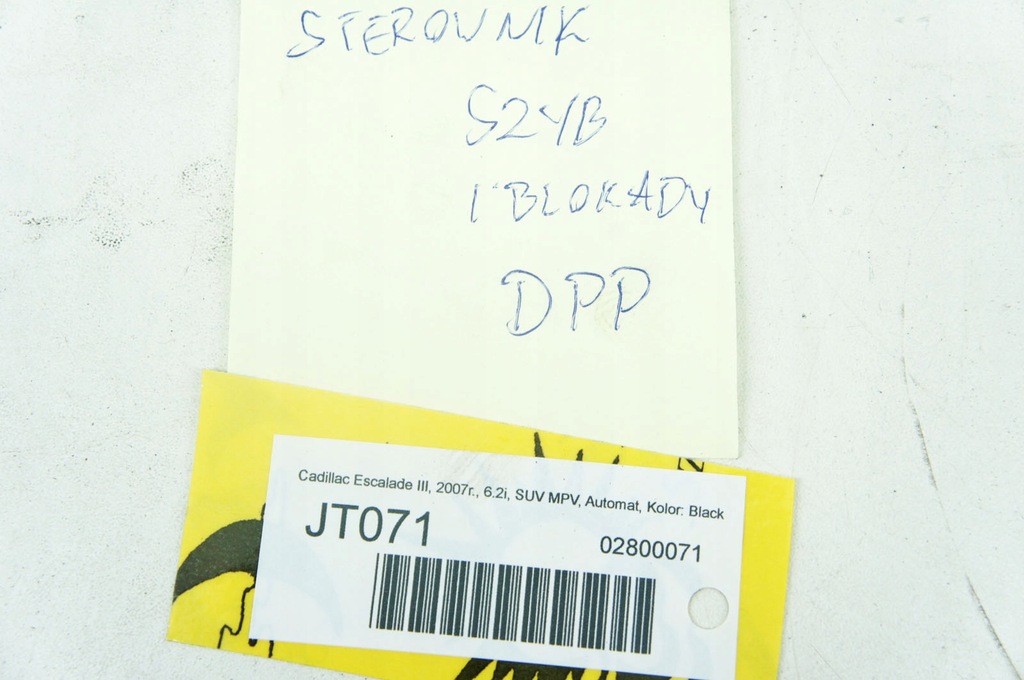 STEROWNIK
SZYB
I BLOKADY
DPP
Cadillac Escalade III, 2007r., 6.2i, SUV MPV, Automat, Kolor: Black
JT071
02800071